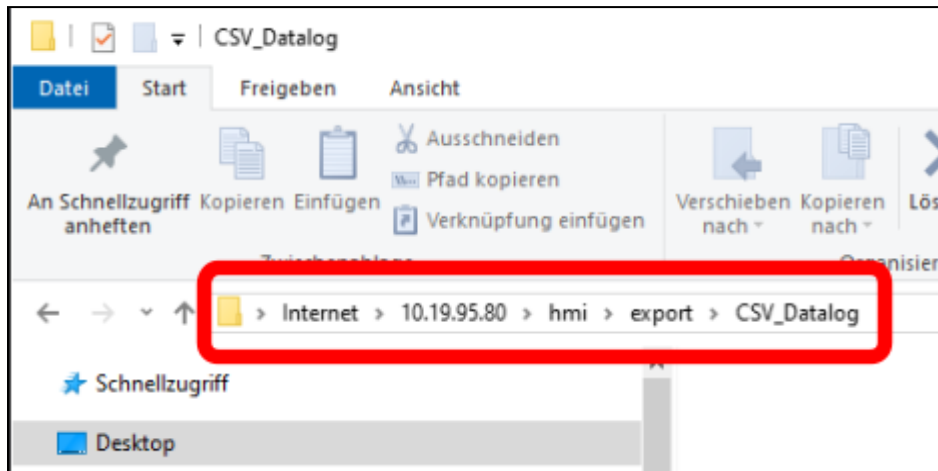 CSV_Datalog
Datei Start Freigeben Ansicht
Ausschneiden
Pfad kopieren
Verknüpfung einfügen
An Schnellzugriff anheften
Kopieren
Einfügen
Verschieben nach
Kopieren nach
Internet > 10.19.95.80 > hmi > export > CSV_Datalog
Schnellzugriff
Desktop